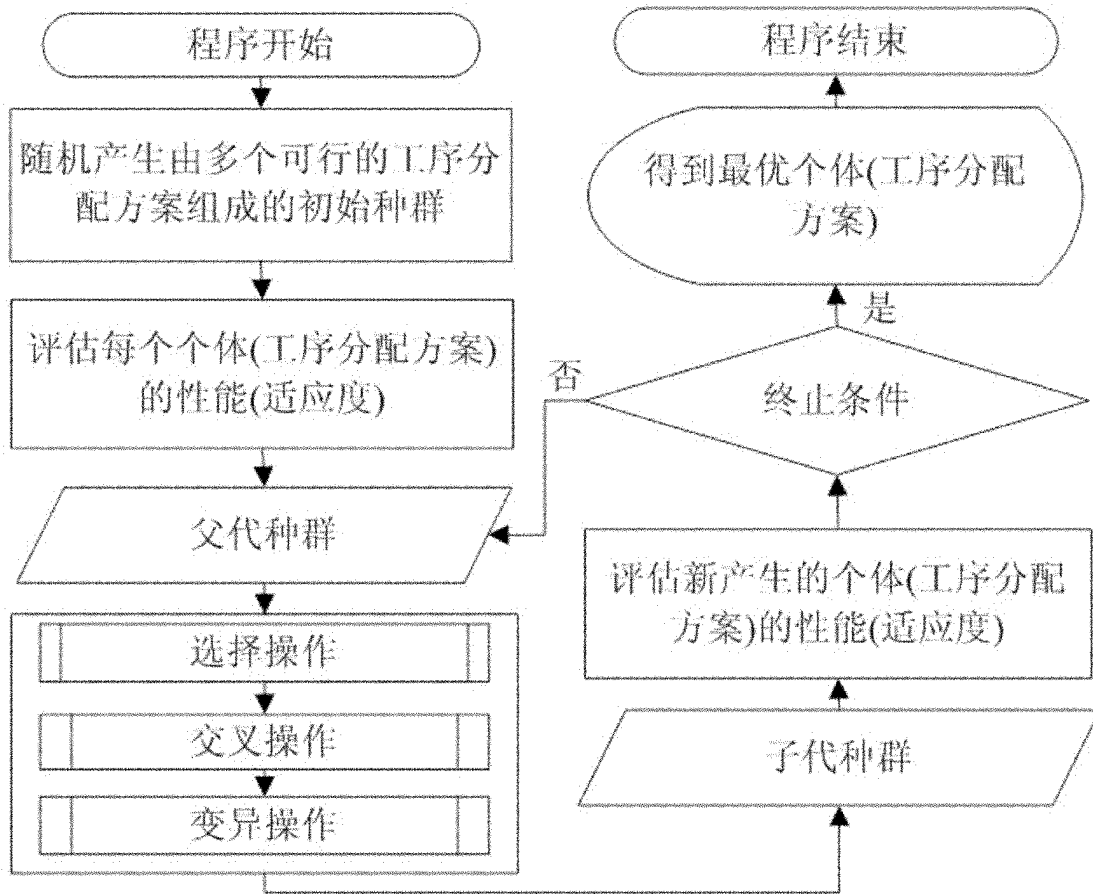 程序开始
随机产生由多个可行的工序分
配方案组成的初始种群
评估每个个体(工序分配方案)
的性能(适应度)
父代种群
选择操作
交叉操作
变异操作
子代种群
评估新产生的个体(工序分配
方案)的性能(适应度)
终止条件
否
是
得到最优个体(工序分配
方案)
程序结束